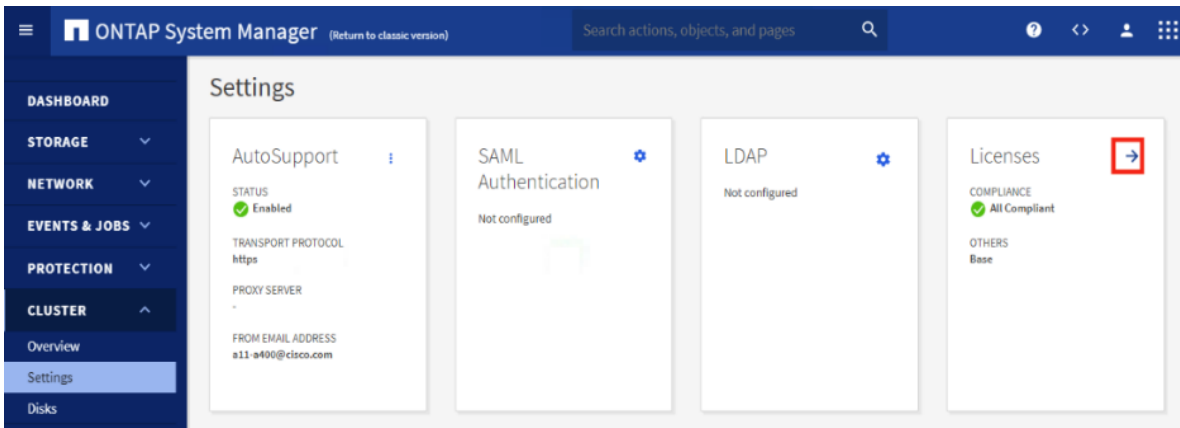 ONTAP System Manager (Return to classic version)
Search actions, objects, and pages
DASHBOARD
STORAGE
NETWORK
EVENTS & JOBS
PROTECTION
CLUSTER
Overview
Settings
Disks
Settings
AutoSupport
STATUS
Enabled
TRANSPORT PROTOCOL
https
PROXY SERVER
-
FROM EMAIL ADDRESS
a11-a400@cisco.com
SAML
Authentication
Not configured
LDAP
Not configured
Licenses
COMPLIANCE
All Compliant
OTHERS
Base